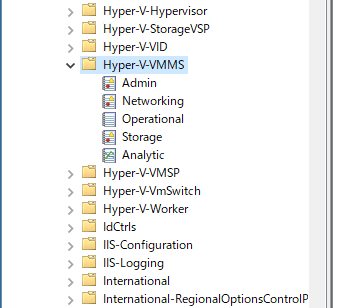 Hyper-V-Hypervisor
Hyper-V-StorageVSP
Hyper-V-VID
Hyper-V-VMMS
Admin
Networking
Operational
Storage
Analytic
Hyper-V-VMSP
Hyper-V-VmSwitch
Hyper-V-Worker
IdCtrls
IIS-Configuration
IIS-Logging
International
International-RegionalOptionsControlP